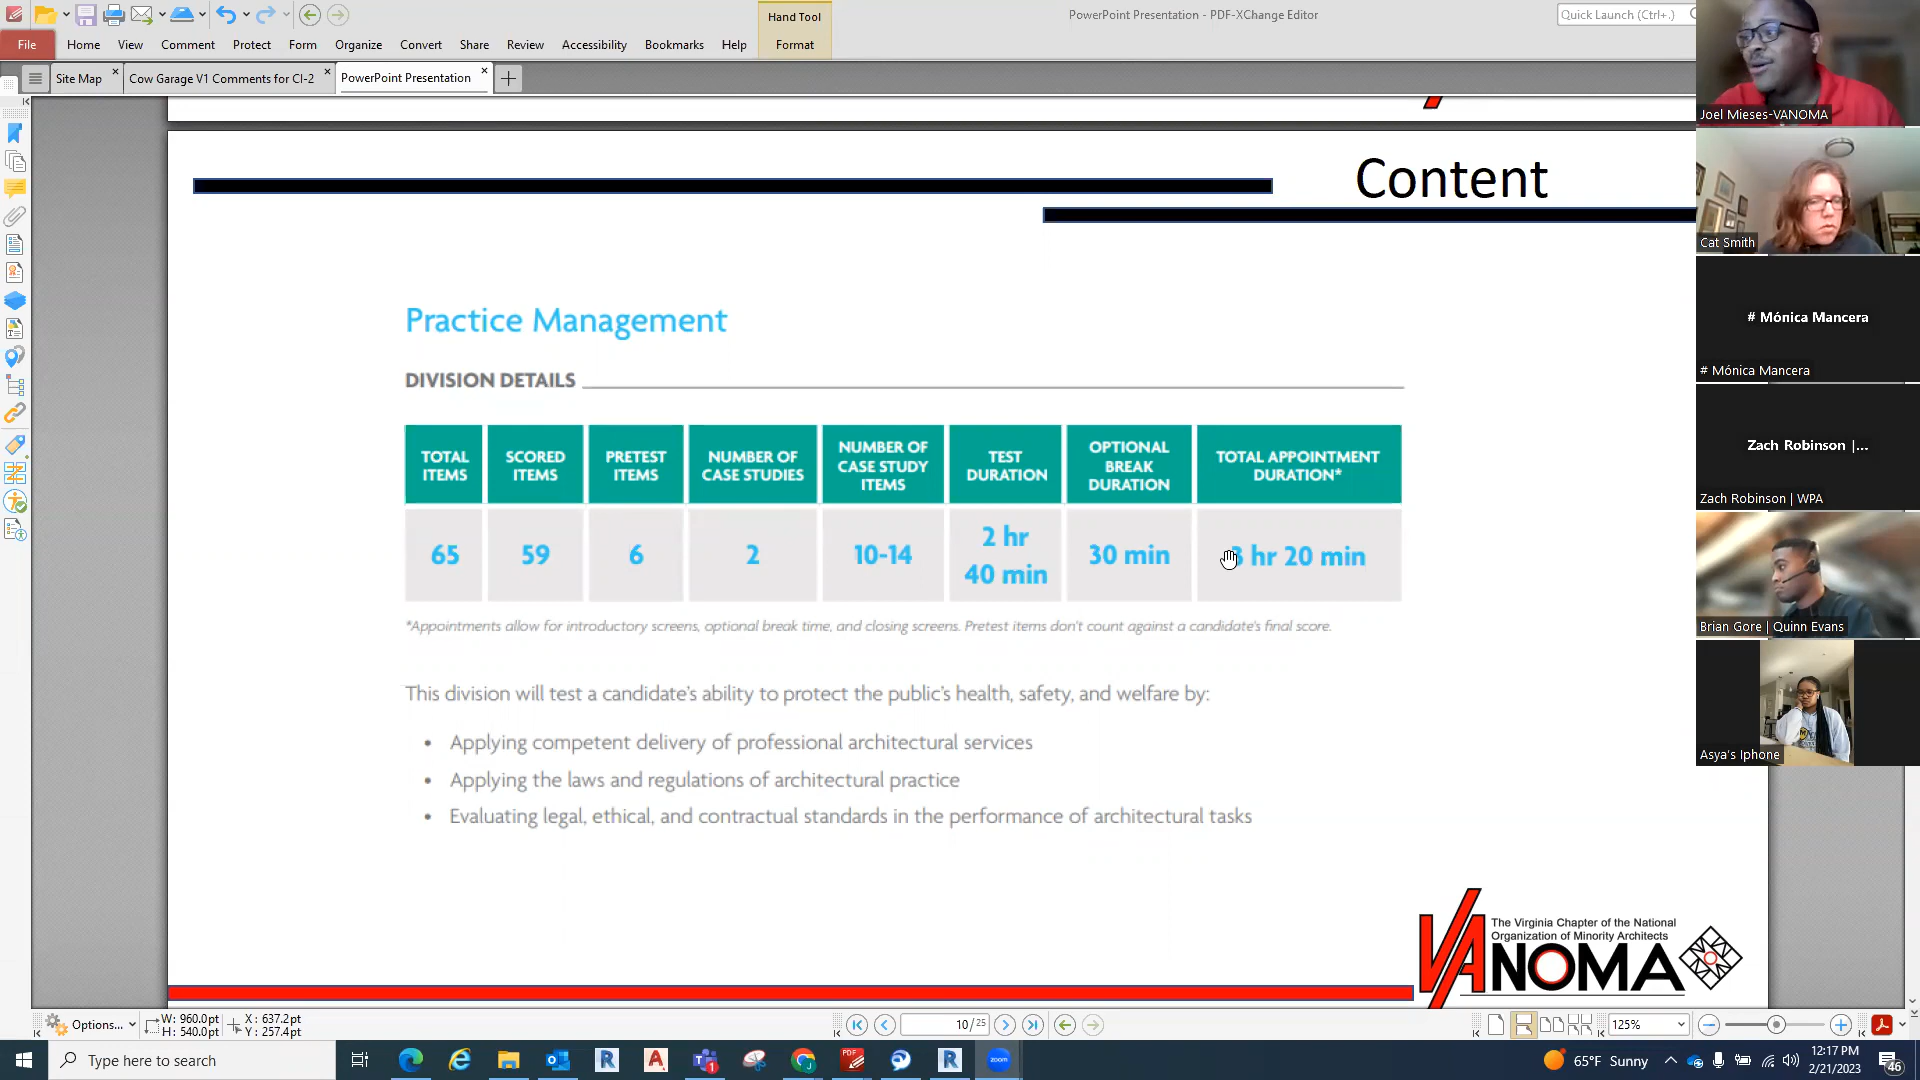 Hand Tool
PowerPoint Presentation - PDF-XChange Editor
Quick Launch (Ctrl+.)
File
Home
View
Comment
Protect
Form
Organize
Convert
Share
Review
Accessibility
Bookmarks
Help
Format
Site Map
Cow Garage V1 Comments for CI-2
PowerPoint Presentation
Content
Practice Management
DIVISION DETAILS
TOTAL
ITEMS
SCORED
ITEMS
PRETEST
ITEMS
NUMBER OF
CASE STUDIES
NUMBER OF
CASE STUDY
ITEMS
TEST
DURATION
OPTIONAL
BREAK
DURATION
TOTAL APPOINTMENT
DURATION*
65
59
6
2
10-14
2 hr
40 min
30 min
3 hr 20 min
*Appointments allow for introductory screens, optional break time, and closing screens. Pretest items don't count against a candidate's final score.
This division will test a candidate's ability to protect the public's health, safety, and welfare by:
• Applying competent delivery of professional architectural services
• Applying the laws and regulations of architectural practice
• Evaluating legal, ethical, and contractual standards in the performance of architectural tasks
The Virginia Chapter of the National
Organization of Minority Architects
VANOMA
Joel Mieses-VANOMA
Cat Smith
# Mónica Mancera
# Mónica Mancera
Zach Robinson |...
Zach Robinson | WPA
Brian Gore | Quinn Evans
Asya's Iphone
Options...
W: 960.0pt
H: 540.0pt
X: 637.2pt
Y: 257.4pt
10 / 25
125%
Type here to search
65°F Sunny
12:17 PM
2/21/2023
46